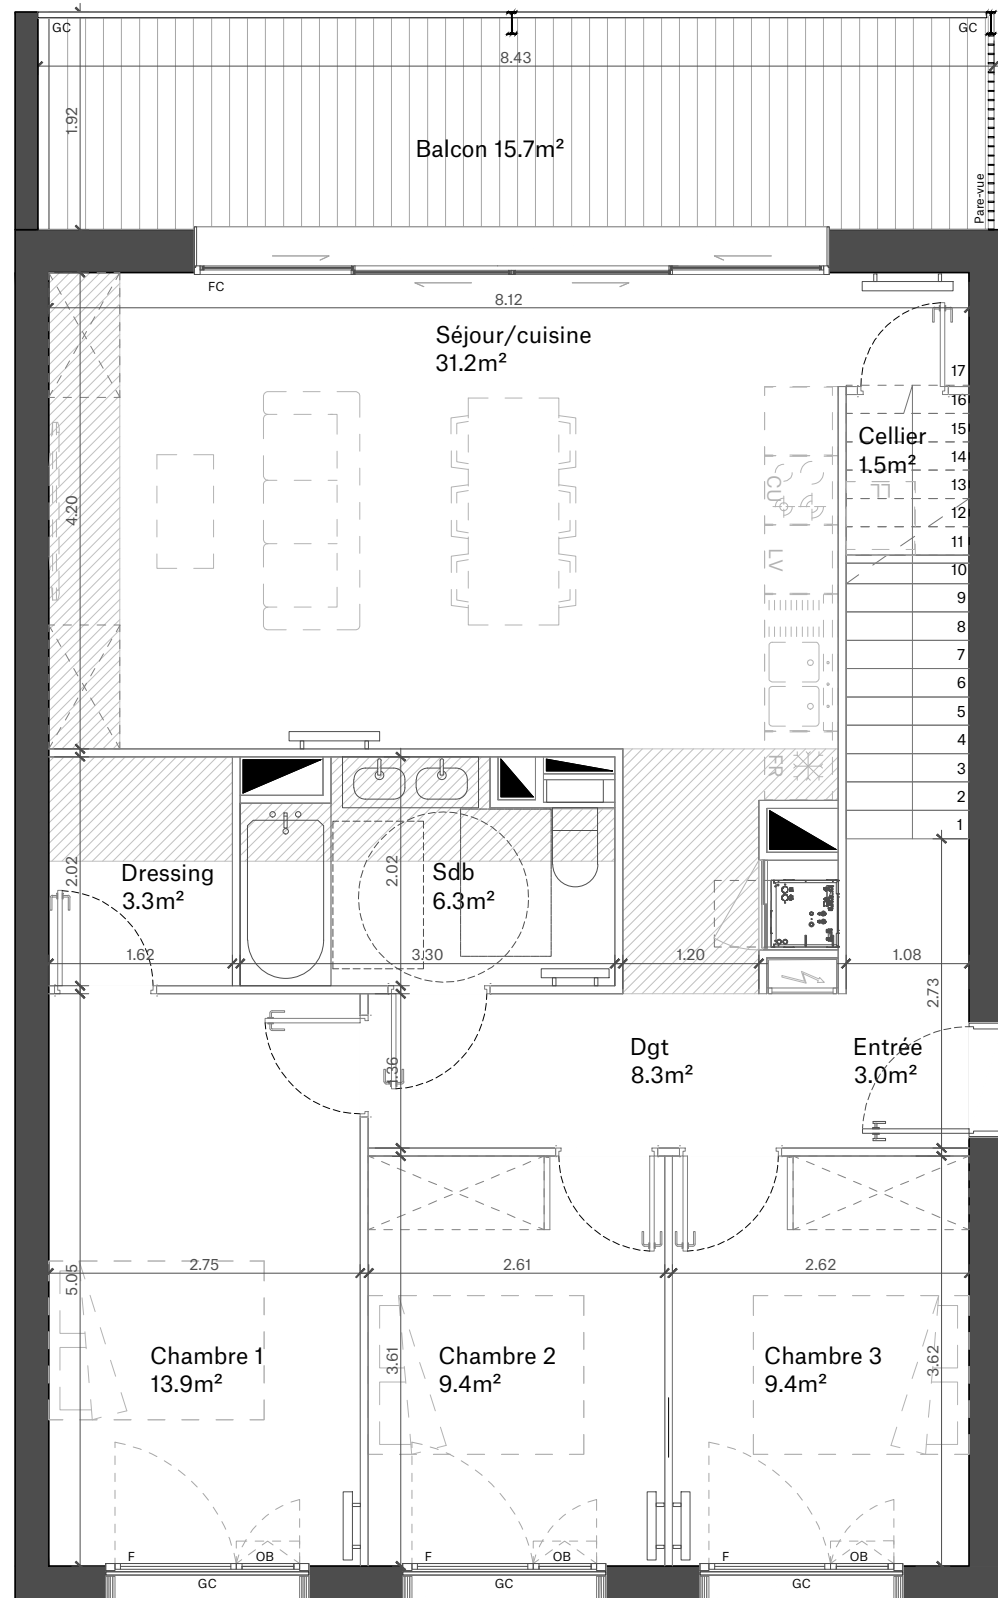 GC
GC
8.43
1.92
Balcon 15.7m²
Pare-vue
FC
8.12
Séjour/cuisine
31.2m²
17
16
15
14
13
12
11
10
9
8
7
6
5
4
3
2
1
Cellier
1.5m²
LL
CU
LV
FR
4.20
Dressing
3.3m²
Sdb
6.3m²
2.02
2.02
1.62
3.30
1.20
1.08
2.73
1.36
Dgt
8.3m²
Entrée
3.0m²
2.75
2.61
2.62
5.05
3.61
3.62
Chambre 1
13.9m²
Chambre 2
9.4m²
Chambre 3
9.4m²
F
OB
F
OB
F
OB
GC
GC
GC